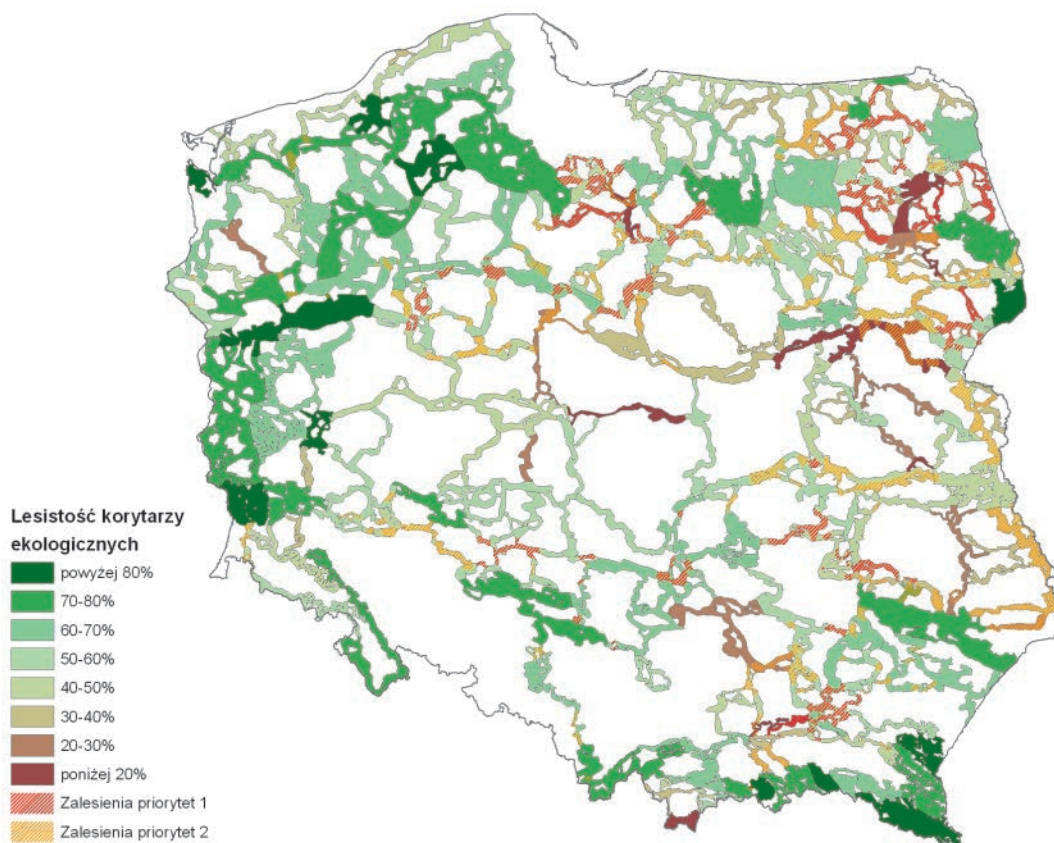 Lesistość korytarzy
ekologicznych
powyżej 80%
70-80%
60-70%
50-60%
40-50%
30-40%
20-30%
poniżej 20%
Zalesienia priorytet 1
Zalesienia priorytet 2